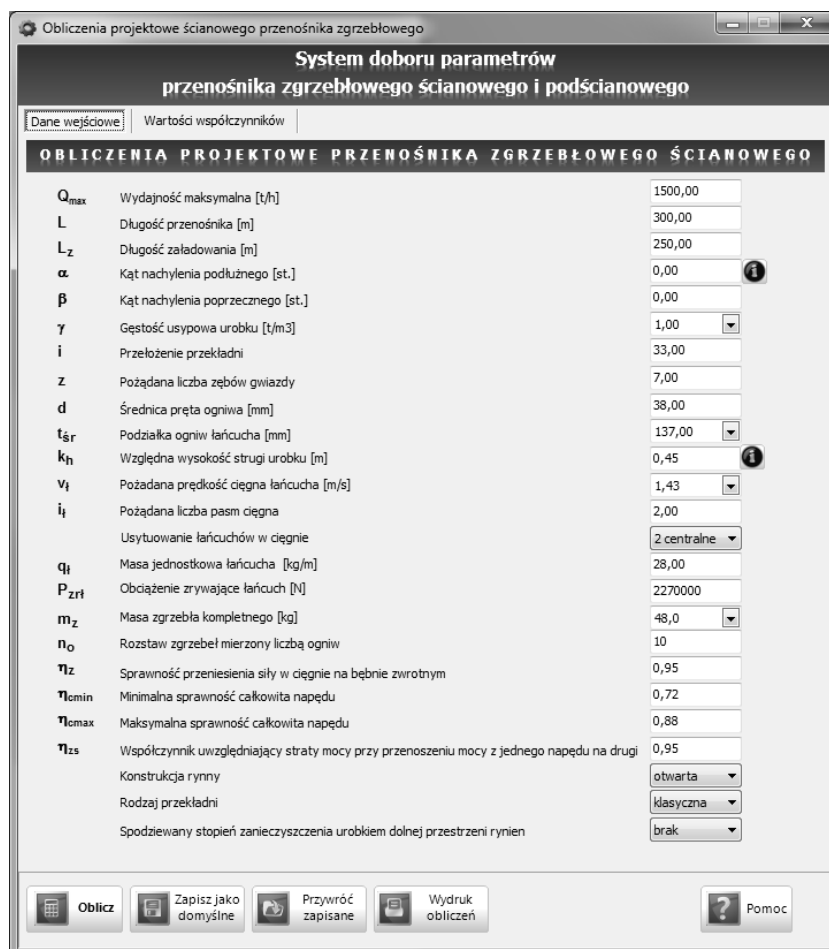 Obliczenia projektowe ścianowego przenośnika zgrzebłowego
System doboru parametrów
przenośnika zgrzebłowego ścianowego i podścianowego
Dane wejściowe Wartości współczynników
OBLICZENIA PROJEKTOWE PRZENOŚNIKA ZGRZEBŁOWEGO ŚCIANOWEGO
Qmax Wydajność maksymalna [t/h] 1500,00
L Długość przenośnika [m] 300,00
Lz Długość załadowania [m] 250,00
α Kąt nachylenia podłużnego [st.] 0,00
β Kąt nachylenia poprzecznego [st.] 0,00
γ Gęstość usypowa urobku [t/m3] 1,00
i Przełożenie przekładni 33,00
z Pożądana liczba zębów gwiazdy 7,00
d Średnica pręta ogniwa [mm] 38,00
tśr Podziałka ogniw łańcucha [mm] 137,00
kh Względna wysokość strugi urobku [m] 0,45
vł Pożadana prędkość cięgna łańcucha [m/s] 1,43
ił Pożądana liczba pasm cięgna 2,00
Usytuowanie łańcuchów w cięgnie 2 centralne
qł Masa jednostkowa łańcucha [kg/m] 28,00
Pzrł Obciążenie zrywające łańcuch [N] 2270000
mz Masa zgrzebła kompletnego [kg] 48,0
no Rozstaw zgrzebeł mierzony liczbą ogniw 10
ηz Sprawność przeniesienia siły w cięgnie na bębnie zwrotnym 0,95
ηcmin Minimalna sprawność całkowita napędu 0,72
ηcmax Maksymalna sprawność całkowita napędu 0,88
ηzs Współczynnik uwzględniający straty mocy przy przenoszeniu mocy z jednego napędu na drugi 0,95
Konstrukcja rynny otwarta
Rodzaj przekładni klasyczna
Spodziewany stopień zanieczyszczenia urobkiem dolnej przestrzeni rynien brak
Oblicz Zapisz jako domyślne Przywróć zapisane Wydruk obliczeń Pomoc